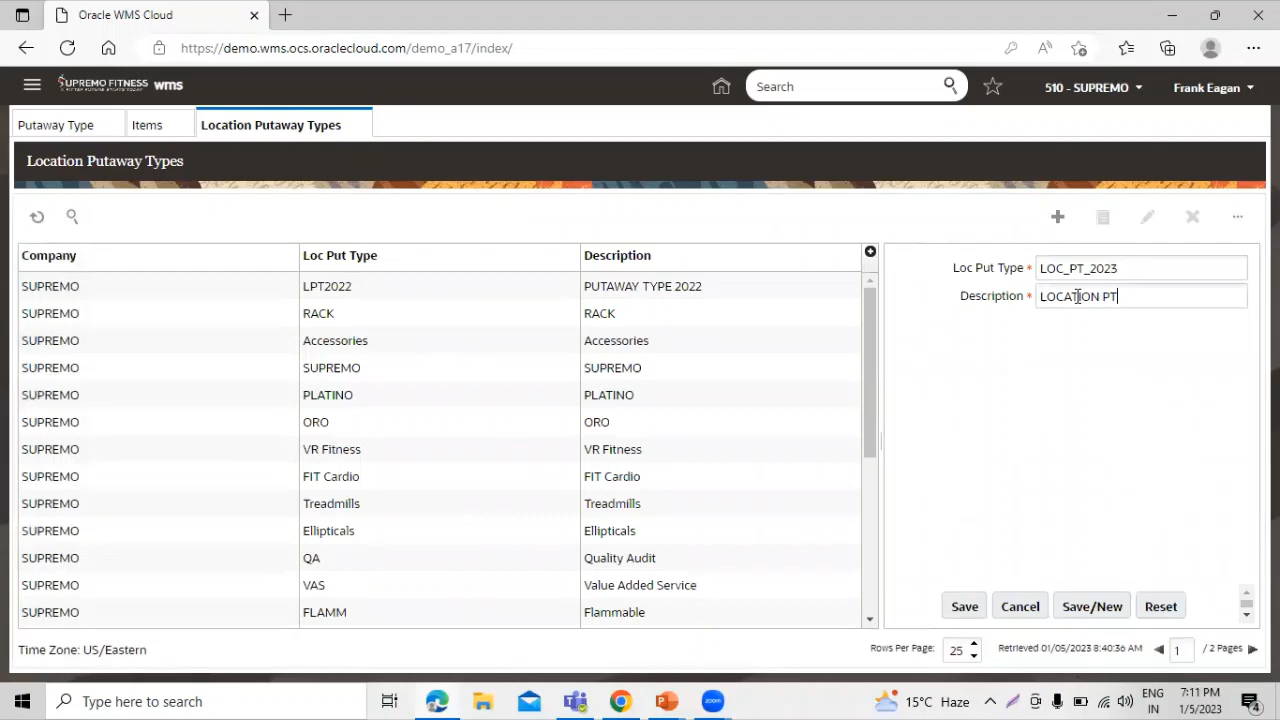 Oracle WMS Cloud
https://demo.wms.ocs.oraclecloud.com/demo_a17/index/
SUPREMO FITNESS wms
Search
510 - SUPREMO
Frank Eagan
Putaway Type
Items
Location Putaway Types
Location Putaway Types
Company Loc Put Type Description
SUPREMO LPT2022 PUTAWAY TYPE 2022
SUPREMO RACK RACK
SUPREMO Accessories Accessories
SUPREMO SUPREMO SUPREMO
SUPREMO PLATINO PLATINO
SUPREMO ORO ORO
SUPREMO VR Fitness VR Fitness
SUPREMO FIT Cardio FIT Cardio
SUPREMO Treadmills Treadmills
SUPREMO Ellipticals Ellipticals
SUPREMO QA Quality Audit
SUPREMO VAS Value Added Service
SUPREMO FLAMM Flammable
Loc Put Type * LOC_PT_2023
Description * LOCATION PT
Save Cancel Save/New Reset
Time Zone: US/Eastern
Rows Per Page: 25 Retrieved 01/05/2023 8:40:36 AM 1 / 2 Pages
Type here to search
zoom
15°C Haze
ENG
IN
7:11 PM
1/5/2023
4